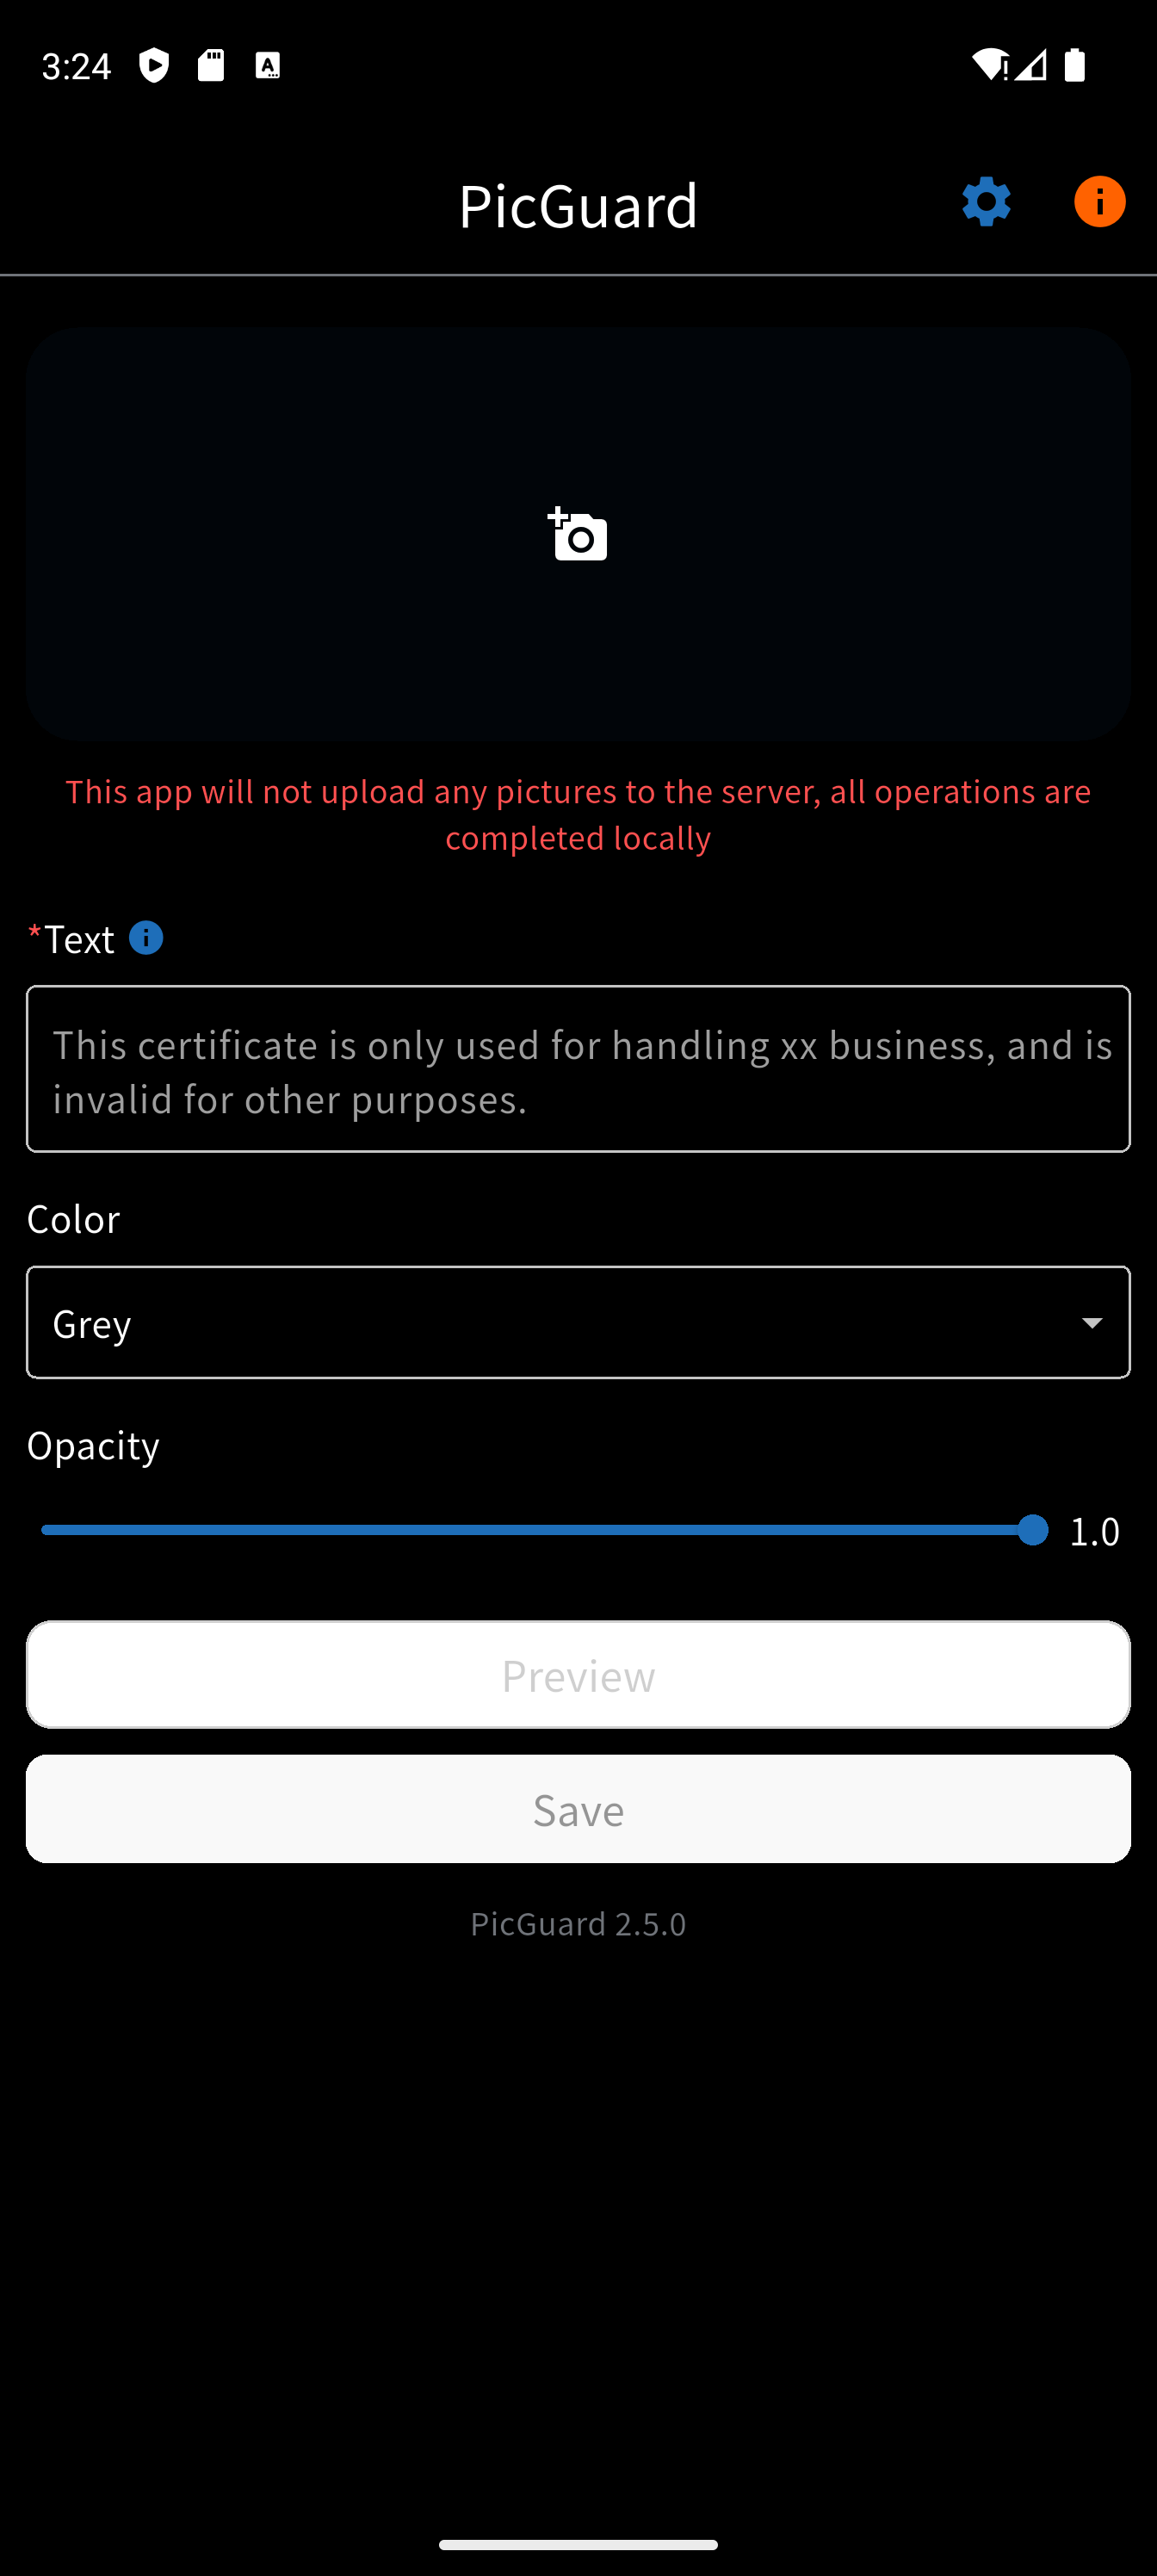 3:24
PicGuard
This app will not upload any pictures to the server, all operations are
completed locally
*Text
This certificate is only used for handling xx business, and is
invalid for other purposes.
Color
Grey
Opacity
1.0
Preview
Save
PicGuard 2.5.0